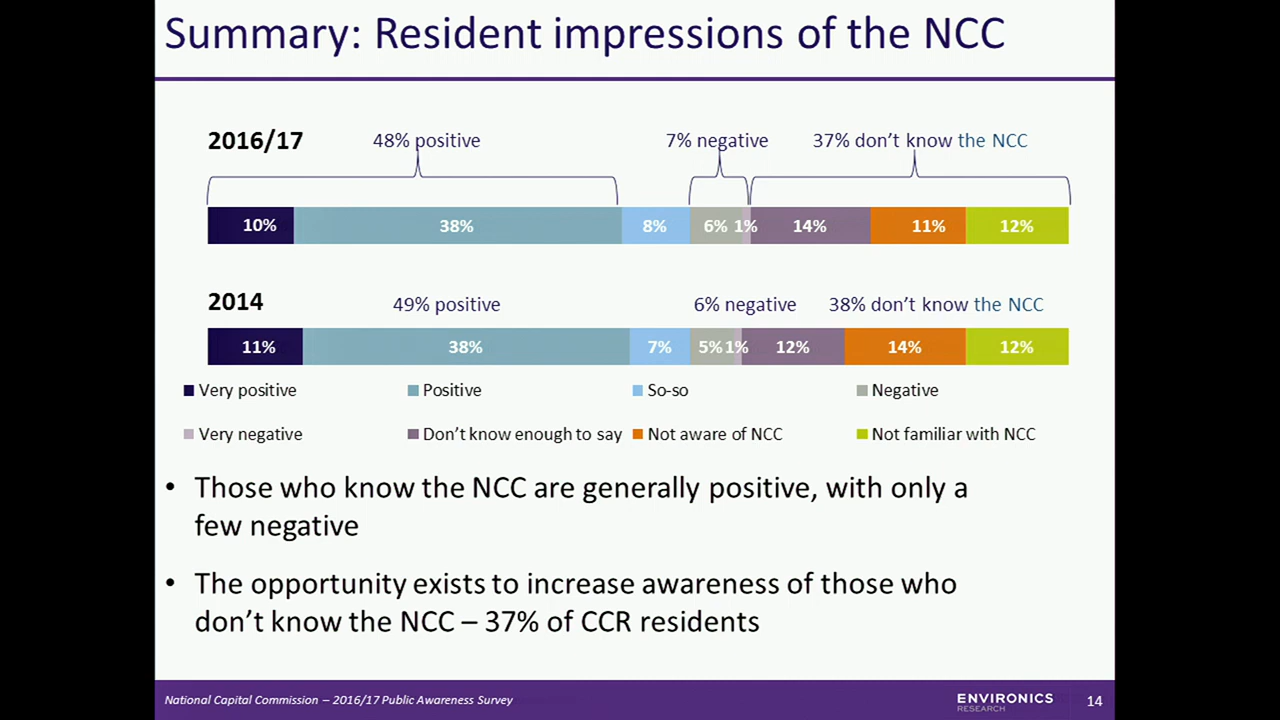 Summary: Resident impressions of the NCC
2016/17
48% positive
7% negative
37% don't know the NCC
10%
38%
8%
6%
1%
14%
11%
12%
2014
49% positive
6% negative
38% don't know the NCC
11%
38%
7%
5%
1%
12%
14%
12%
Very positive
Positive
So-so
Negative
Very negative
Don't know enough to say
Not aware of NCC
Not familiar with NCC
• Those who know the NCC are generally positive, with only a
few negative
• The opportunity exists to increase awareness of those who
don't know the NCC – 37% of CCR residents
National Capital Commission – 2016/17 Public Awareness Survey
ENVIRONICS
RESEARCH
14